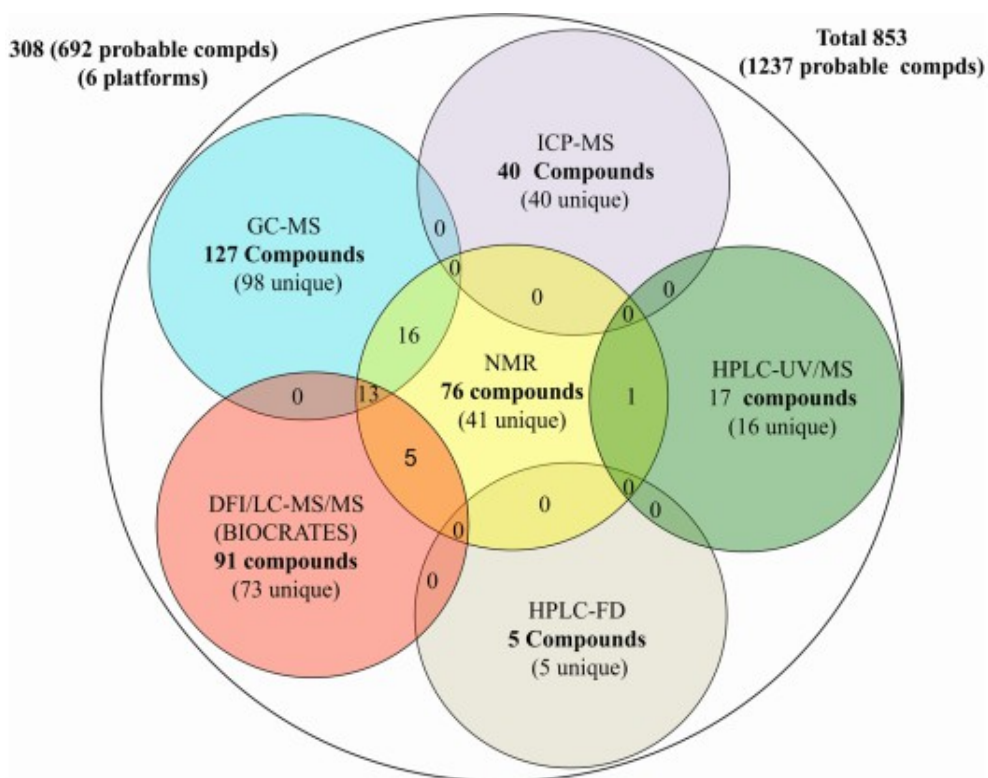 308 (692 probable compds)
(6 platforms)
Total 853
(1237 probable compds)
ICP-MS
40 Compounds
(40 unique)
GC-MS
127 Compounds
(98 unique)
0
0
0
0
0
16
NMR
76 compounds
(41 unique)
1
HPLC-UV/MS
17 compounds
(16 unique)
0
13
5
0
0
0
0
0
DFI/LC-MS/MS
(BIOCRATES)
91 compounds
(73 unique)
HPLC-FD
5 Compounds
(5 unique)